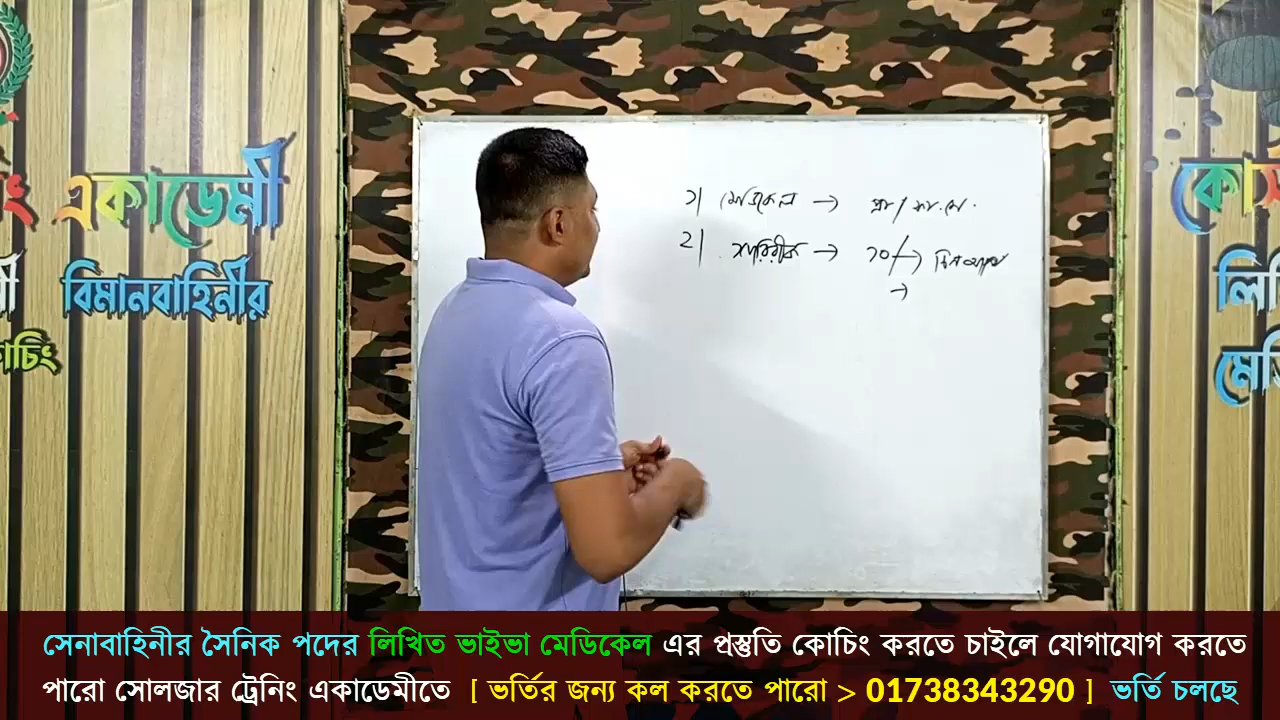 একাডেমী
বিমানবাহিনীর
১। মেডিকেল →
২। শারিরীক → ১০ →
→
সেনাবাহিনীর সৈনিক পদের লিখিত ভাইভা মেডিকেল এর প্রস্তুতি কোচিং করতে চাইলে যোগাযোগ করতে
পারো সোলজার ট্রেনিং একাডেমীতে [ ভর্তির জন্য কল করতে পারো > 01738343290 ] ভর্তি চলছে